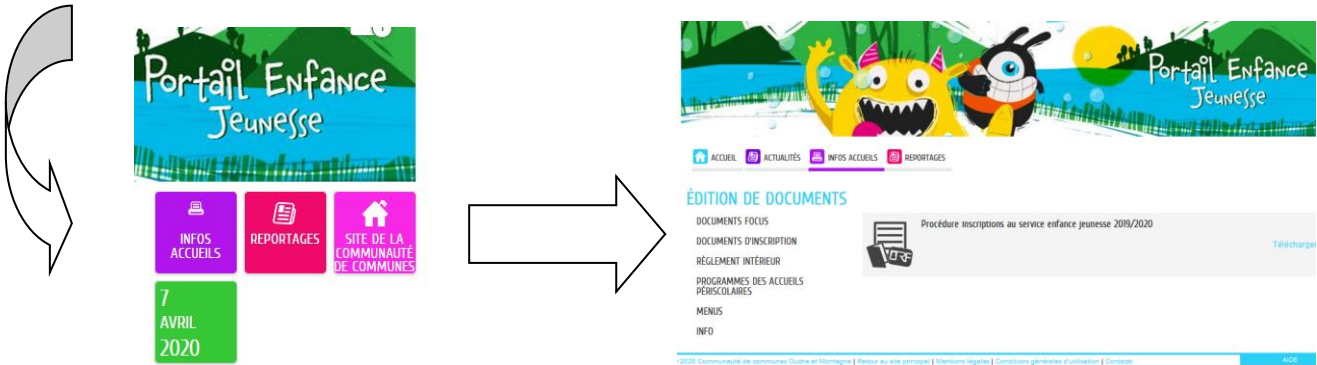 Portail Enfance
Jeunesse
INFOS
ACCUEILS
REPORTAGES
SITE DE LA
COMMUNAUTÉ
DE COMMUNES
7
AVRIL
2020
Portail Enfance
Jeunesse
ACCUEIL
ACTUALITÉS
INFOS ACCUEILS
REPORTAGES
ÉDITION DE DOCUMENTS
DOCUMENTS FOCUS
DOCUMENTS D'INSCRIPTION
RÈGLEMENT INTÉRIEUR
PROGRAMMES DES ACCUEILS
PÉRISCOLAIRES
MENUS
INFO
Procédure inscriptions au service enfance jeunesse 2019/2020
Télécharger
2020 Communauté de communes Ouche et Montagne | Retour au site principal | Mentions légales | Conditions générales d'utilisation | Contacts
AIDE